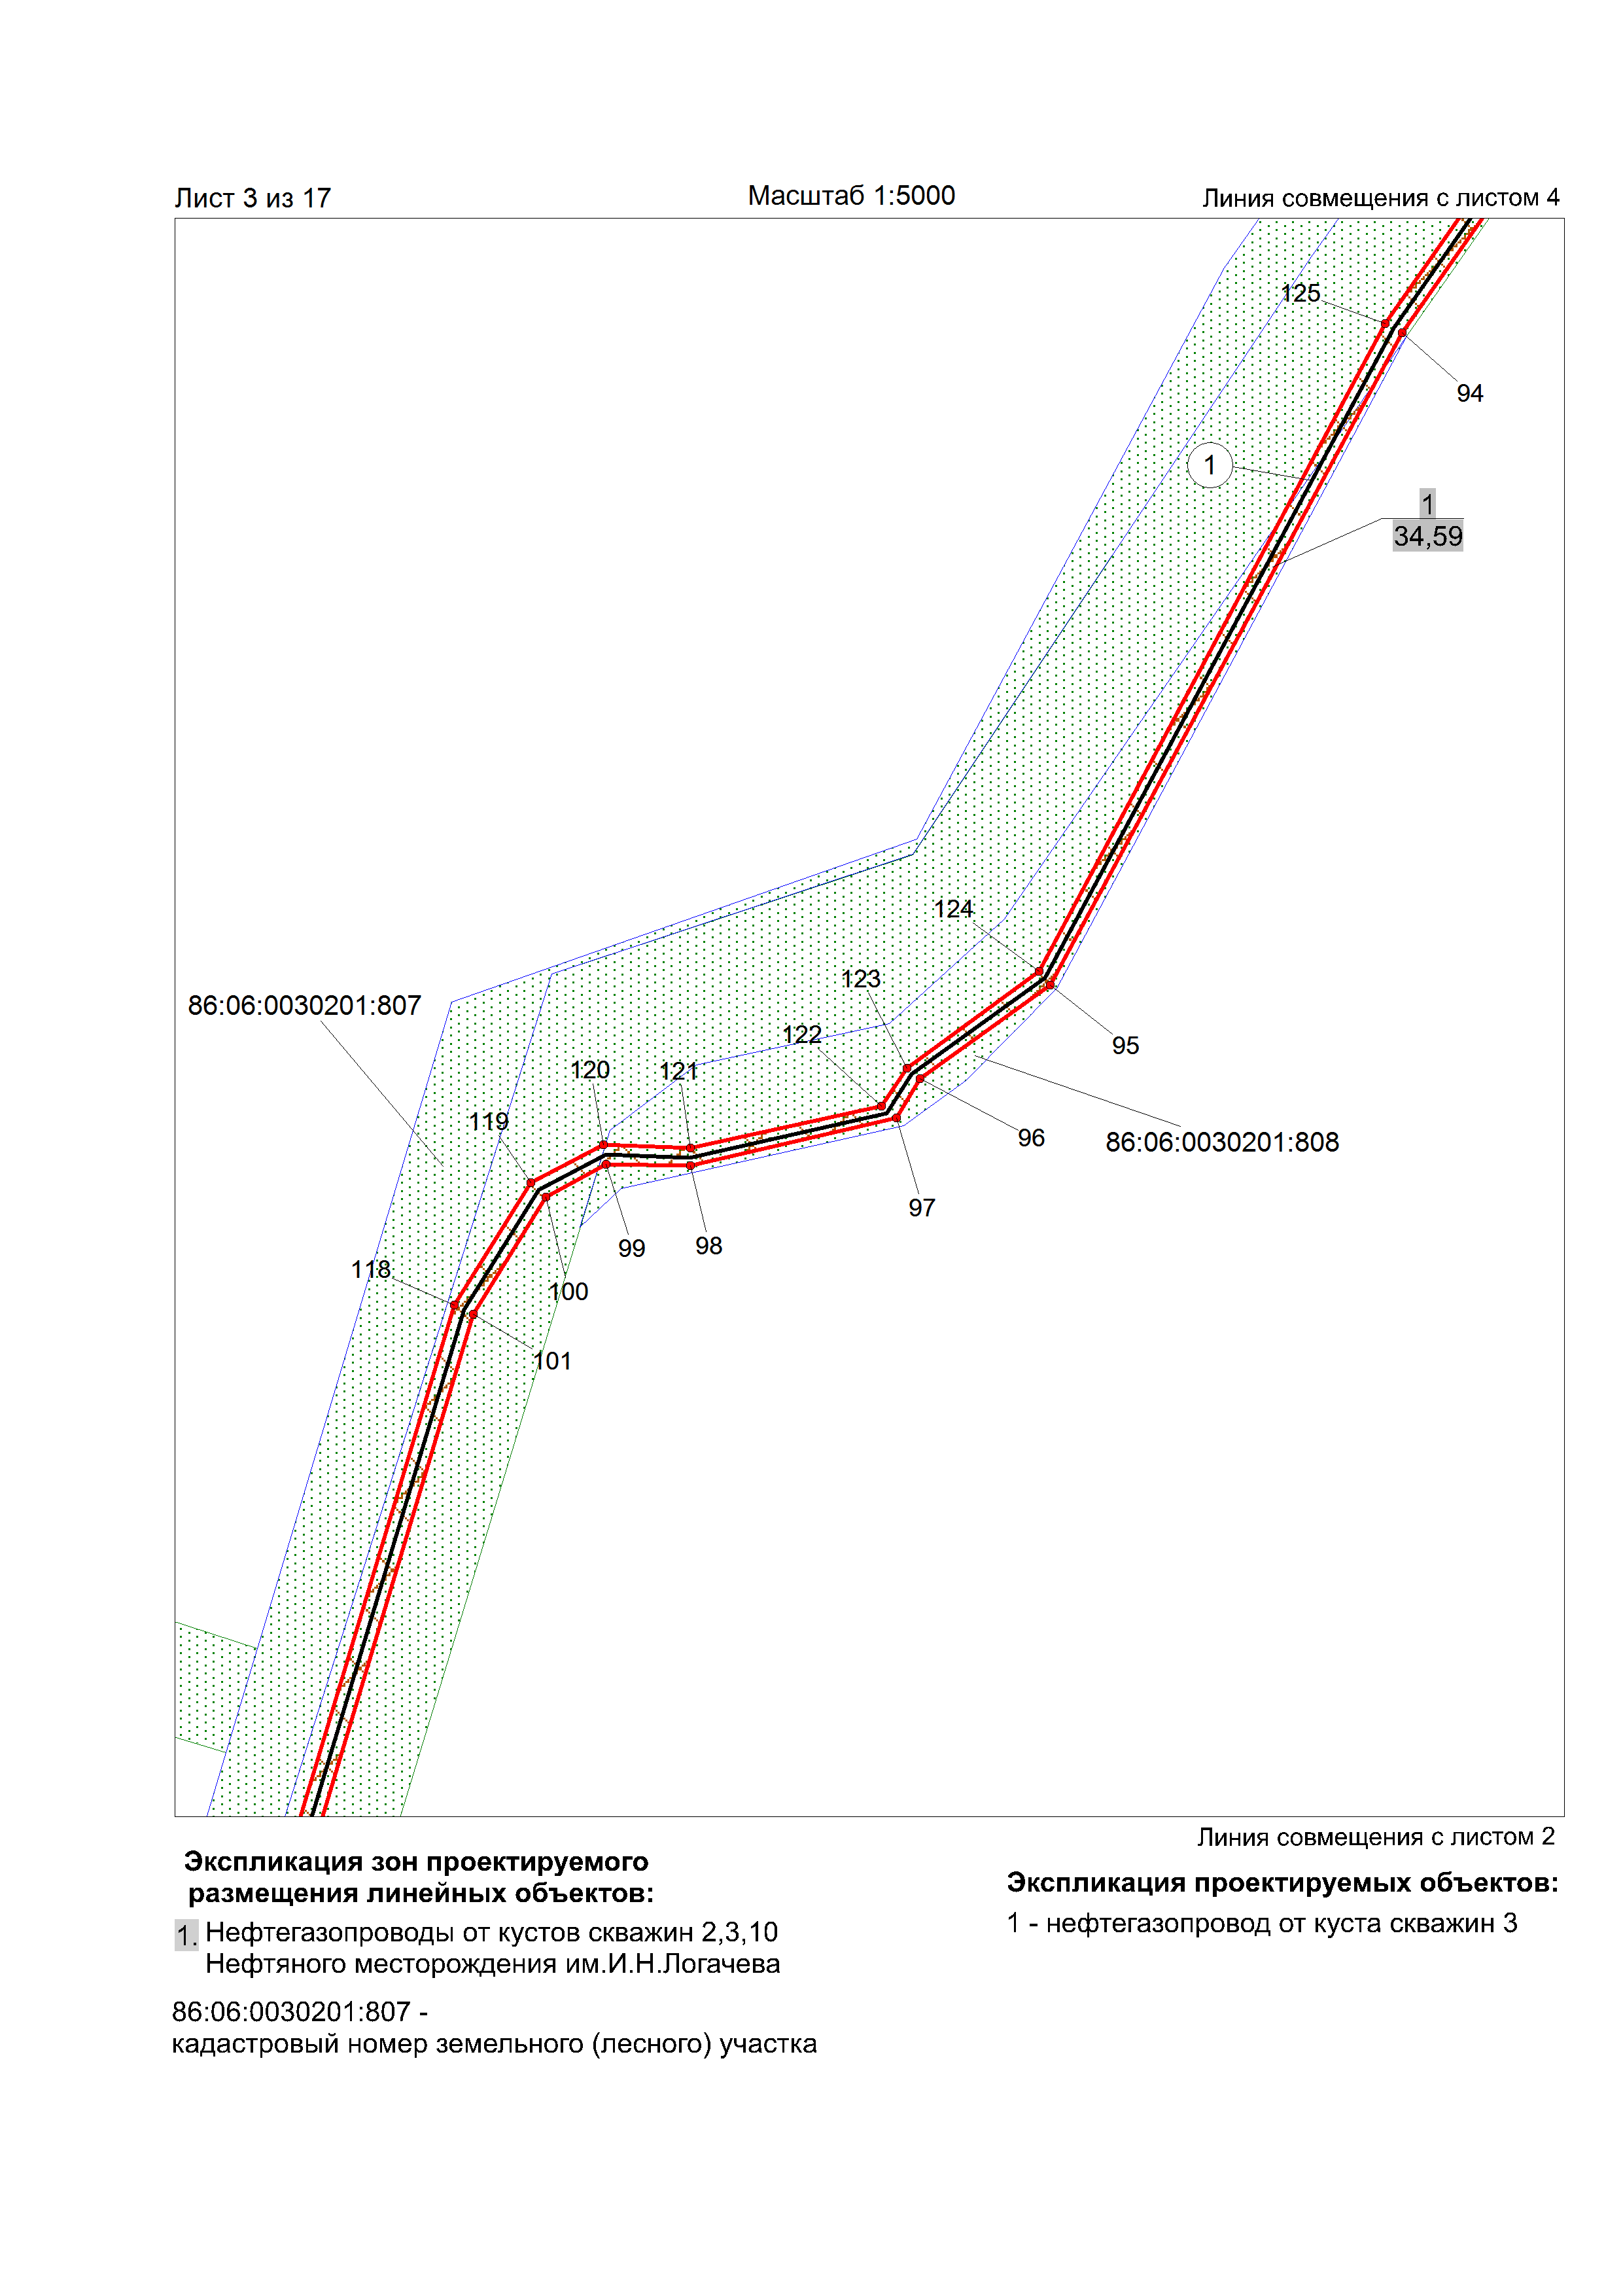 Лист 3 из 17
Масштаб 1:5000
Линия совмещения с листом 4
125
94
1
1
34,59
124
123
86:06:0030201:807
122
95
120
121
119
96
86:06:0030201:808
97
99
98
118
100
101
Линия совмещения с листом 2
Экспликация зон проектируемого
размещения линейных объектов:
1. Нефтегазопроводы от кустов скважин 2,3,10
Нефтяного месторождения им.И.Н.Логачева
86:06:0030201:807 -
кадастровый номер земельного (лесного) участка
Экспликация проектируемых объектов:
1 - нефтегазопровод от куста скважин 3